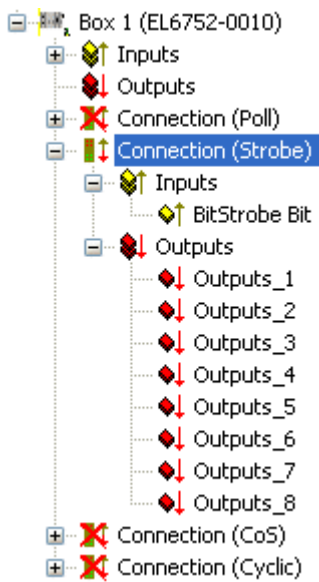 Box 1 (EL6752-0010)
Inputs
Outputs
Connection (Poll)
Connection (Strobe)
Inputs
BitStrobe Bit
Outputs
Outputs_1
Outputs_2
Outputs_3
Outputs_4
Outputs_5
Outputs_6
Outputs_7
Outputs_8
Connection (CoS)
Connection (Cyclic)